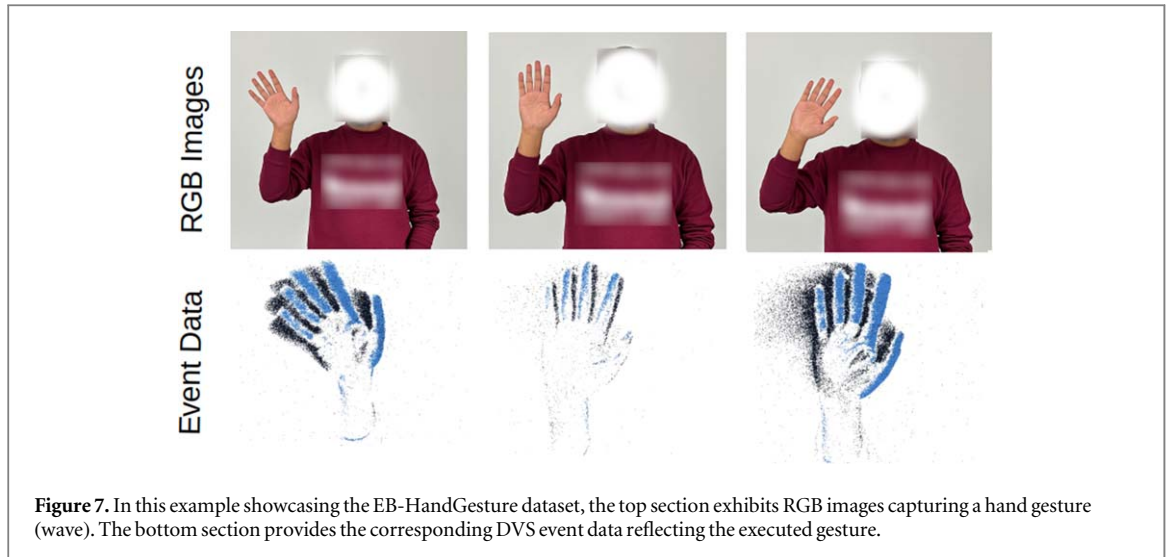 RGB Images
Event Data
Figure 7. In this example showcasing the EB-HandGesture dataset, the top section exhibits RGB images capturing a hand gesture
(wave). The bottom section provides the corresponding DVS event data reflecting the executed gesture.